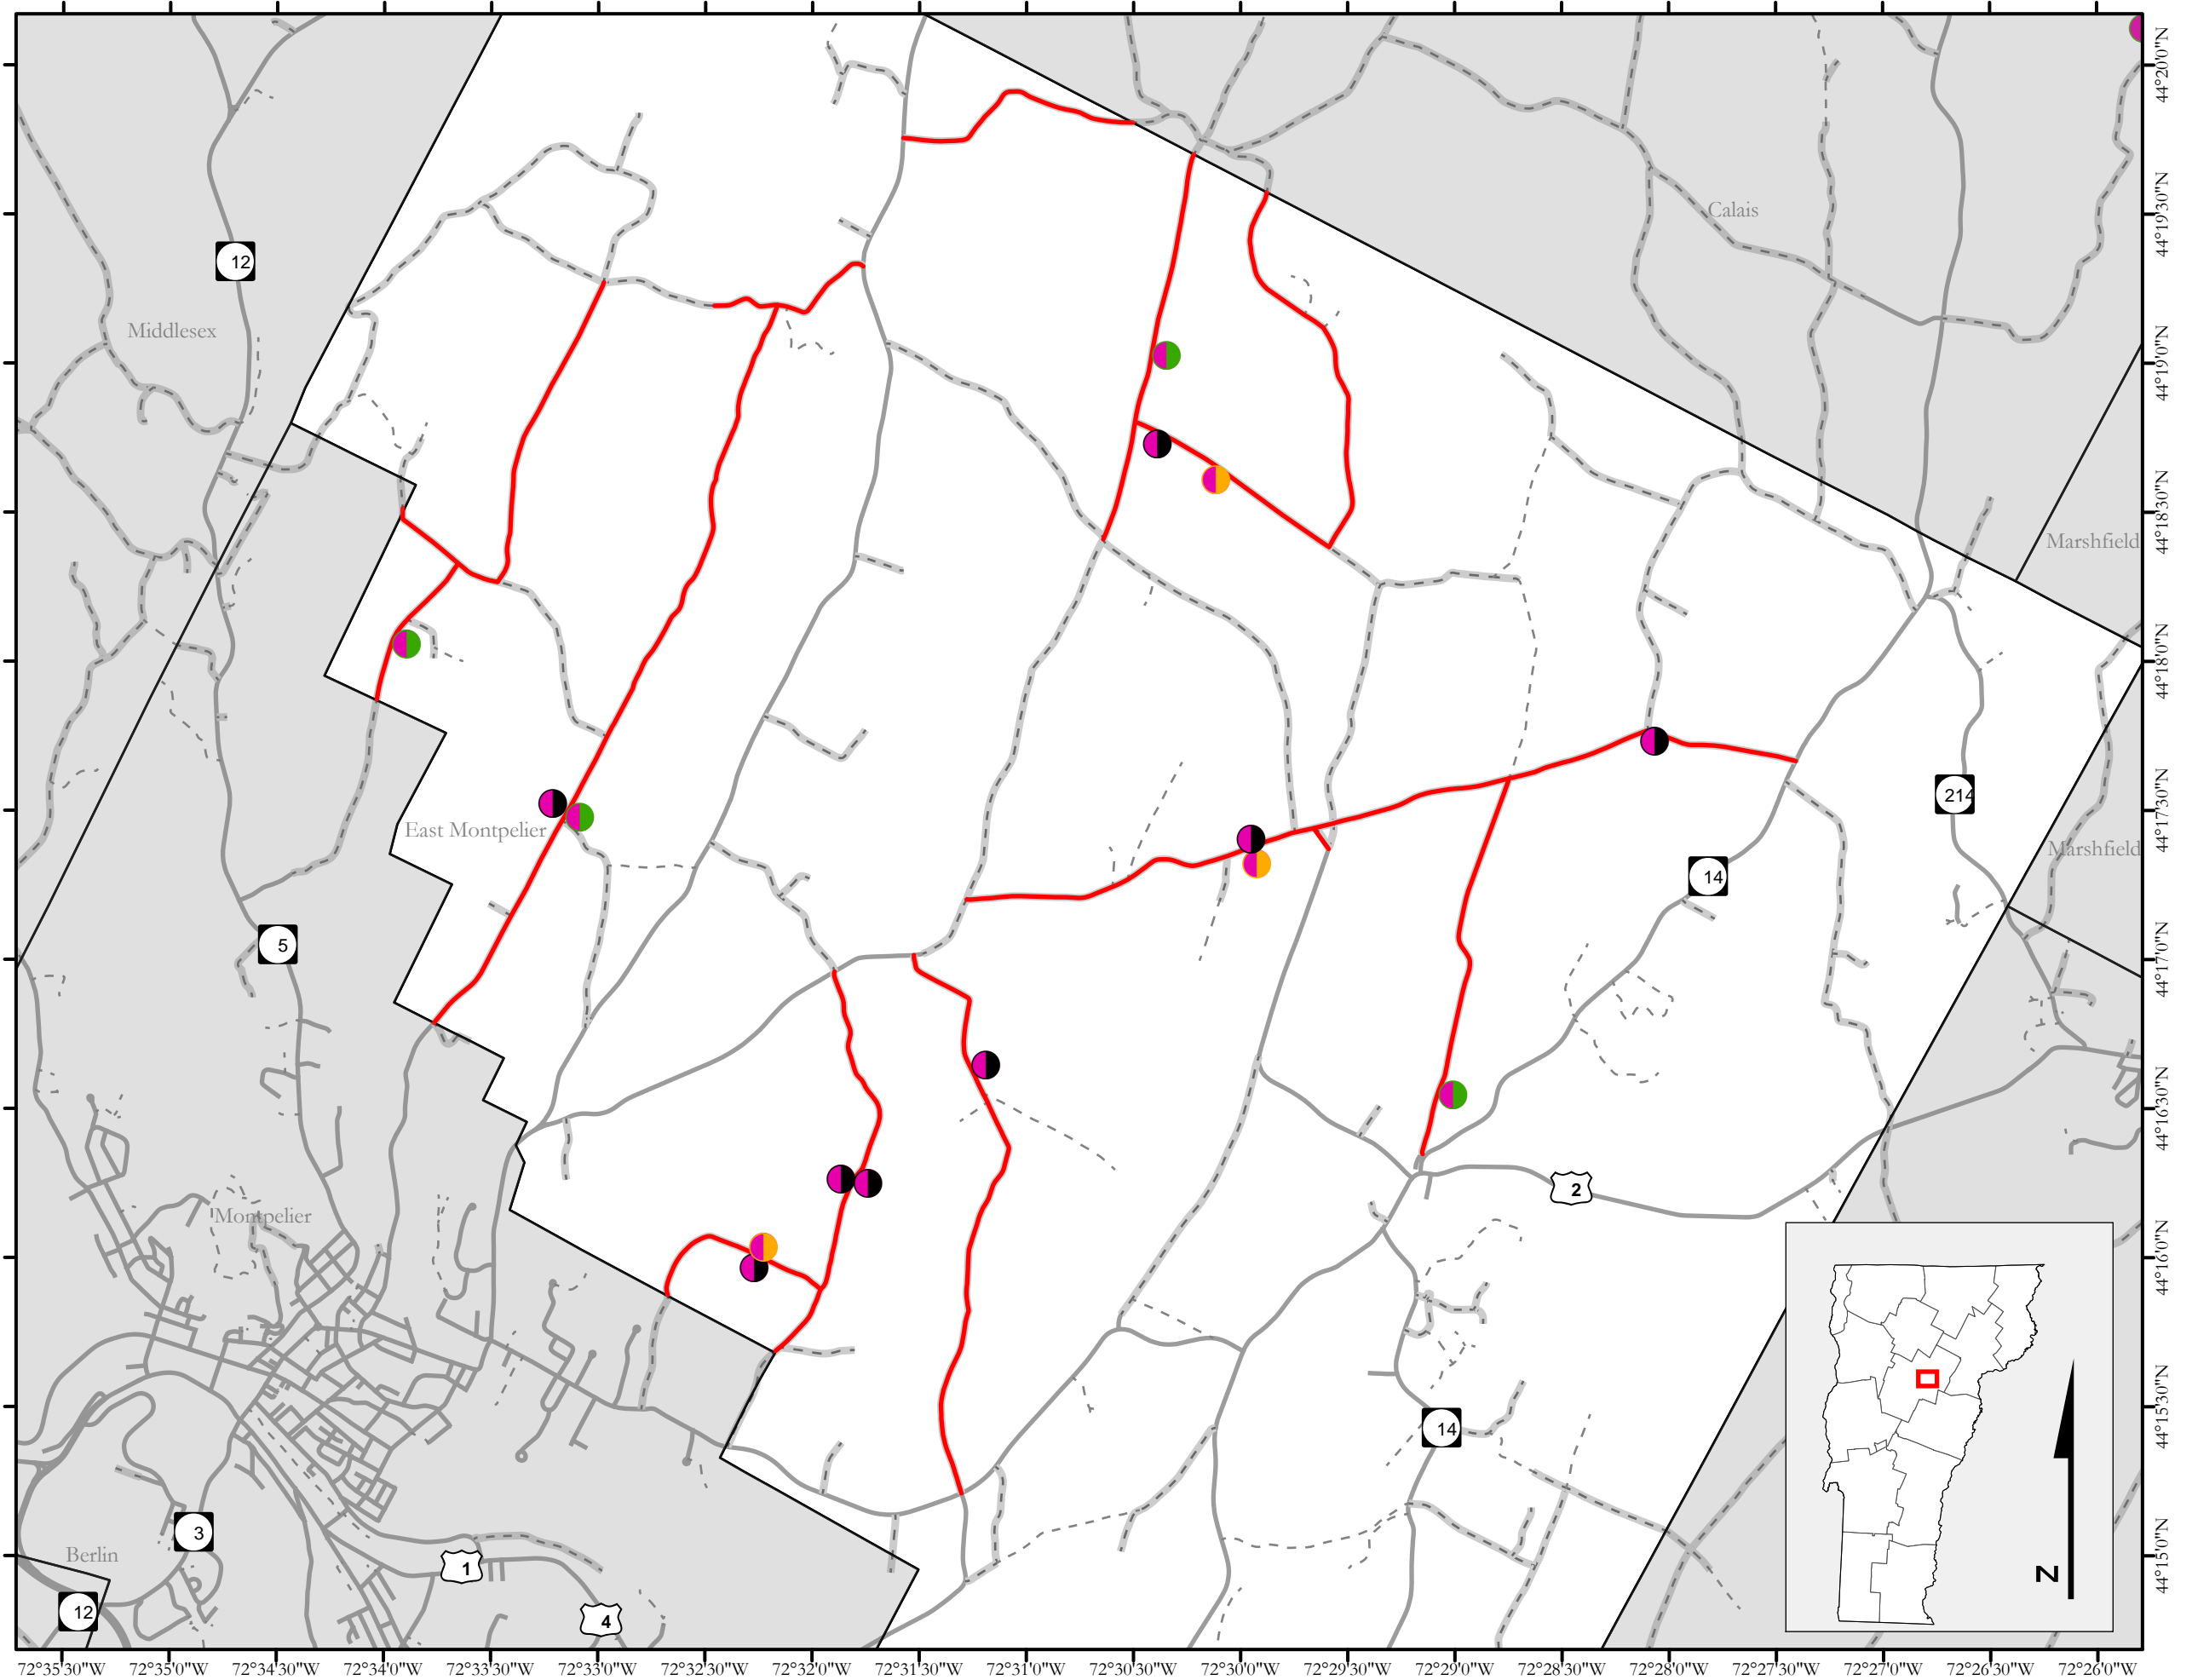 Calais
12
Middlesex
Marshfield
214
East Montpelier
Marshfield
14
5
2
Montpelier
14
3
Berlin
1
12
4
N
44°20'0"N
44°19'30"N
44°19'0"N
44°18'30"N
44°18'0"N
44°17'30"N
44°17'0"N
44°16'30"N
44°16'0"N
44°15'30"N
44°15'0"N
72°35'30"W
72°35'0"W
72°34'30"W
72°34'0"W
72°33'30"W
72°33'0"W
72°32'30"W
72°32'0"W
72°31'30"W
72°31'0"W
72°30'30"W
72°30'0"W
72°29'30"W
72°29'0"W
72°28'30"W
72°28'0"W
72°27'30"W
72°27'0"W
72°26'30"W
72°26'0"W